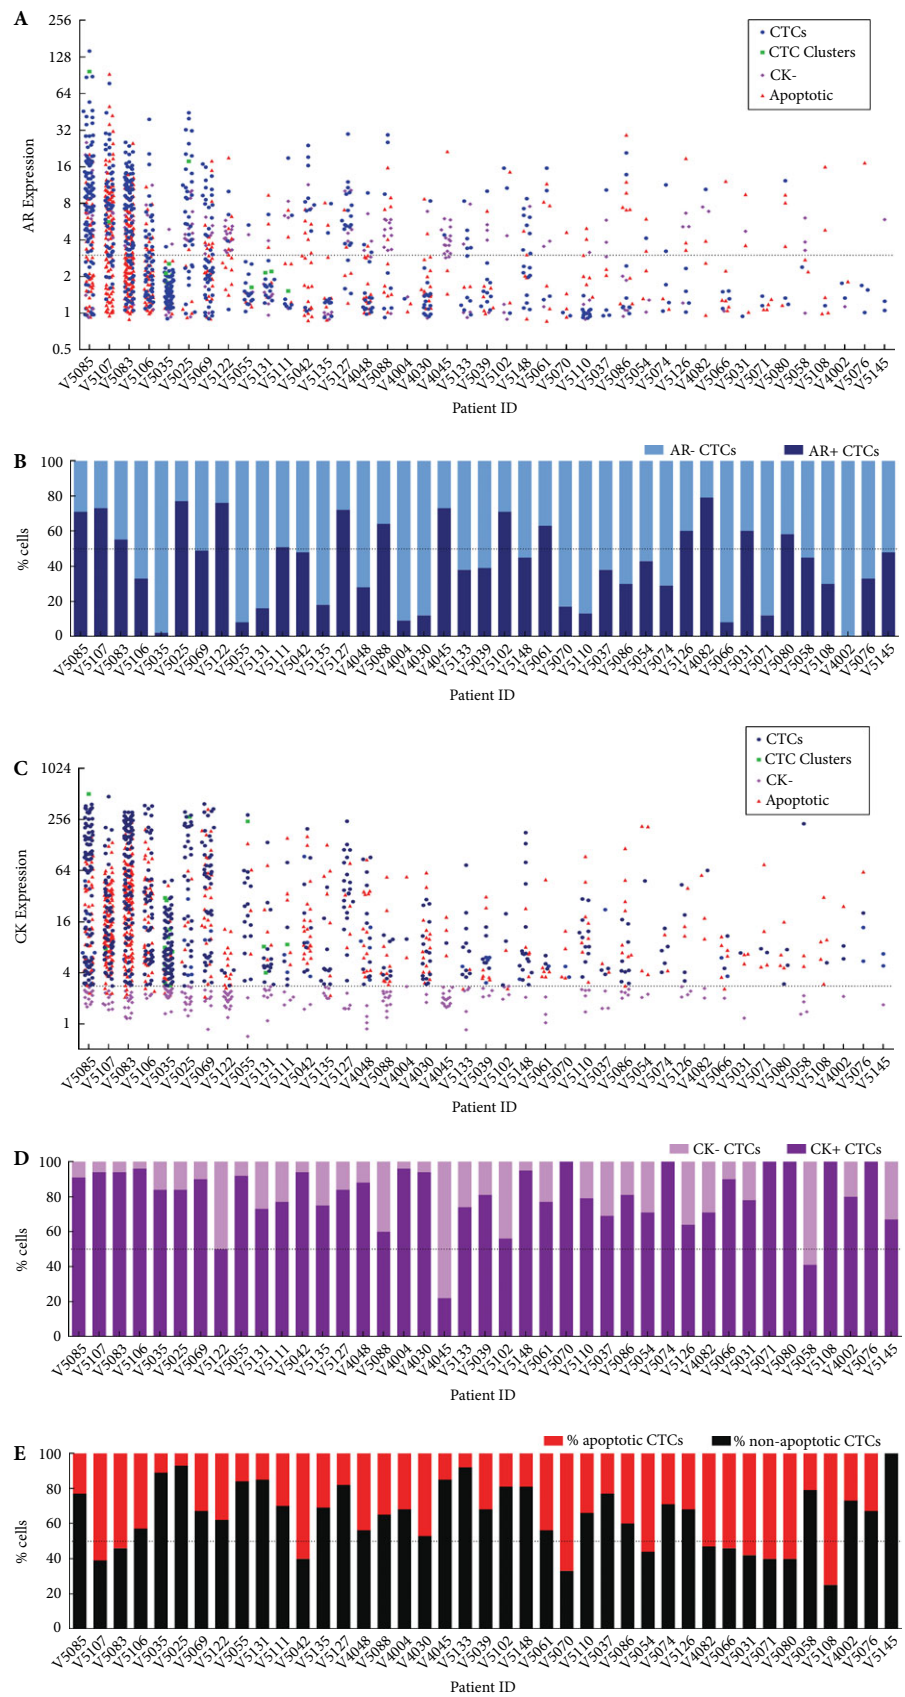 A
256
128
64
32
16
8
4
2
1
0.5
AR Expression
CTCs
CTC Clusters
CK-
Apoptotic
V5085 V5107 V5083 V5106 V5035 V5025 V5069 V5122 V5055 V5131 V5111 V5042 V5135 V5127 V4048 V5088 V4004 V4030 V4045 V5133 V5039 V5102 V5148 V5061 V5070 V5110 V5037 V5086 V5054 V5074 V5126 V4082 V5066 V5031 V5071 V5080 V5058 V5108 V4002 V5076 V5145
Patient ID
B
AR- CTCs AR+ CTCs
100
80
60
40
20
0
% cells
V5085 V5107 V5083 V5106 V5035 V5025 V5069 V5122 V5055 V5131 V5111 V5042 V5135 V5127 V4048 V5088 V4004 V4030 V4045 V5133 V5039 V5102 V5148 V5061 V5070 V5110 V5037 V5086 V5054 V5074 V5126 V4082 V5066 V5031 V5071 V5080 V5058 V5108 V4002 V5076 V5145
Patient ID
C
1024
256
64
16
4
1
CK Expression
CTCs
CTC Clusters
CK-
Apoptotic
V5085 V5107 V5083 V5106 V5035 V5025 V5069 V5122 V5055 V5131 V5111 V5042 V5135 V5127 V4048 V5088 V4004 V4030 V4045 V5133 V5039 V5102 V5148 V5061 V5070 V5110 V5037 V5086 V5054 V5074 V5126 V4082 V5066 V5031 V5071 V5080 V5058 V5108 V4002 V5076 V5145
Patient ID
D
CK- CTCs CK+ CTCs
100
80
60
40
20
0
% cells
V5085 V5107 V5083 V5106 V5035 V5025 V5069 V5122 V5055 V5131 V5111 V5042 V5135 V5127 V4048 V5088 V4004 V4030 V4045 V5133 V5039 V5102 V5148 V5061 V5070 V5110 V5037 V5086 V5054 V5074 V5126 V4082 V5066 V5031 V5071 V5080 V5058 V5108 V4002 V5076 V5145
Patient ID
E
% apoptotic CTCs % non-apoptotic CTCs
100
80
60
40
20
0
% cells
V5085 V5107 V5083 V5106 V5035 V5025 V5069 V5122 V5055 V5131 V5111 V5042 V5135 V5127 V4048 V5088 V4004 V4030 V4045 V5133 V5039 V5102 V5148 V5061 V5070 V5110 V5037 V5086 V5054 V5074 V5126 V4082 V5066 V5031 V5071 V5080 V5058 V5108 V4002 V5076 V5145
Patient ID